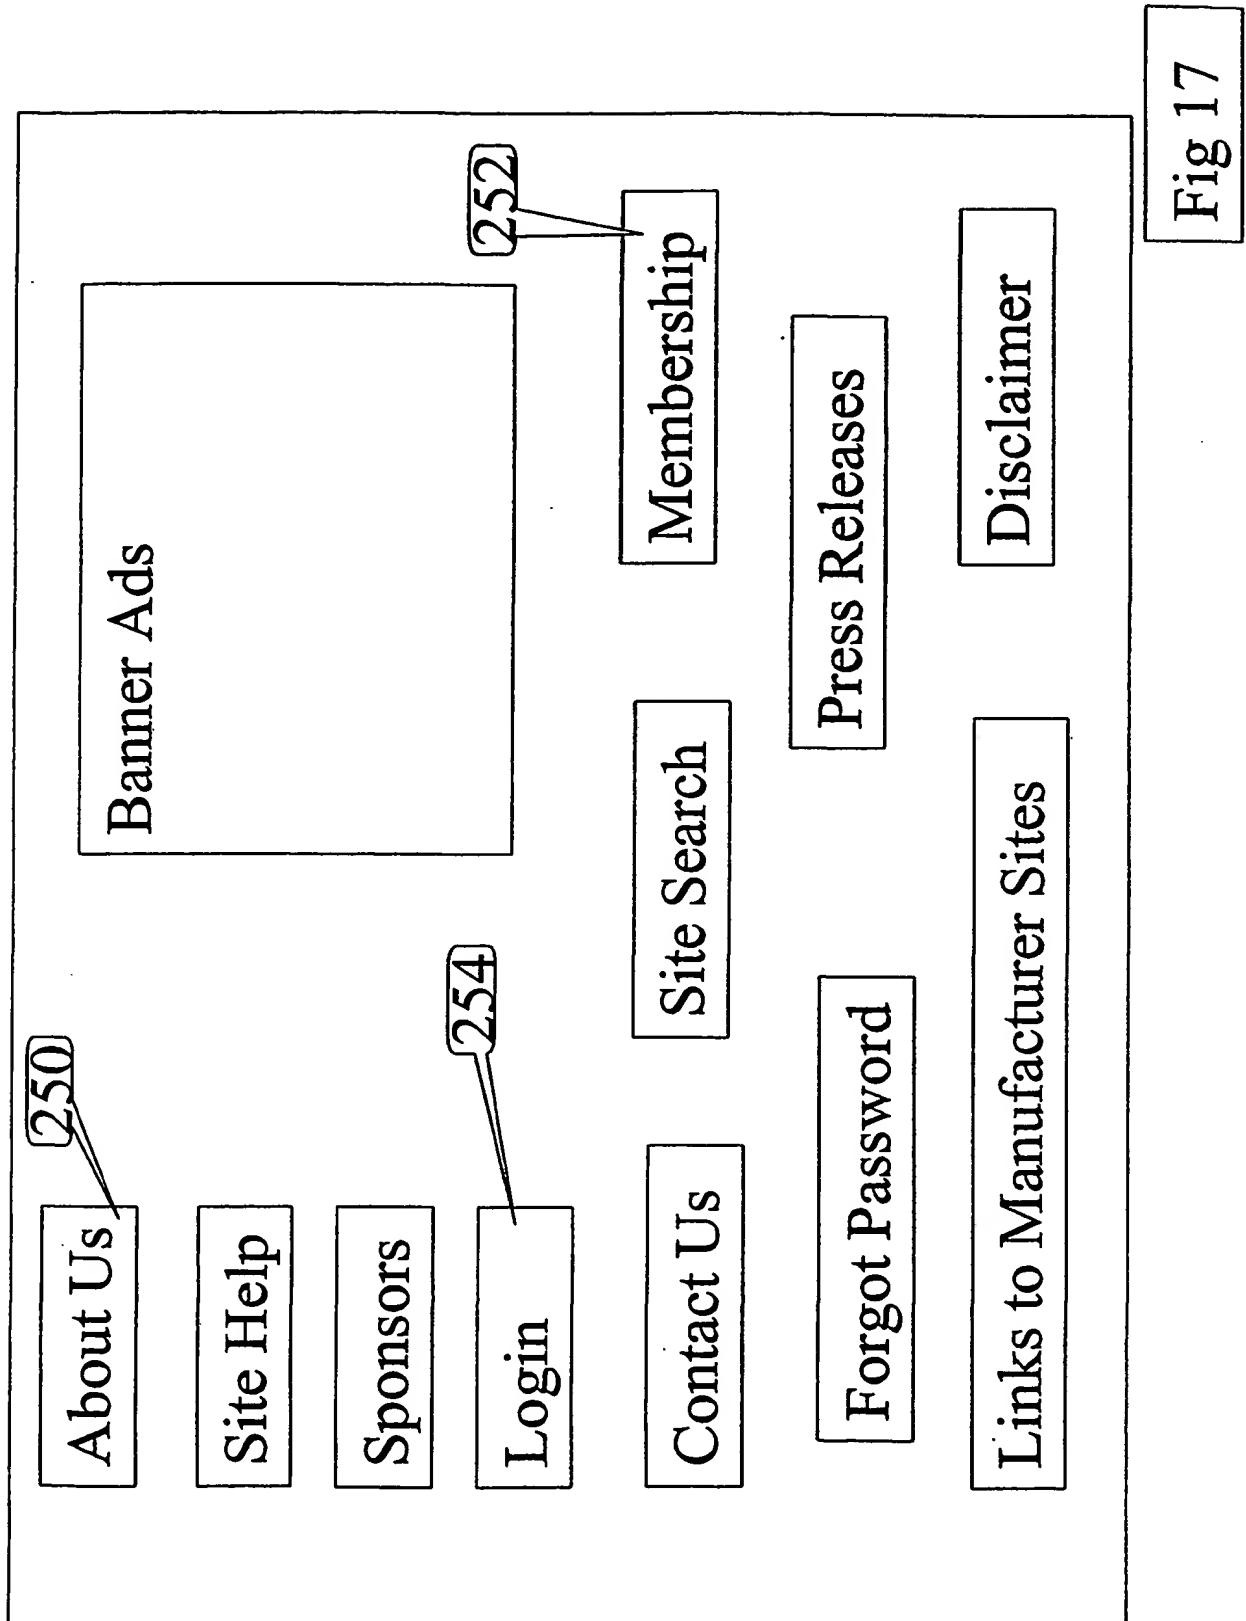 250
About Us
Banner Ads
Site Help
Sponsors
254
Login
252
Contact Us
Site Search
Membership
Forgot Password
Press Releases
Links to Manufacturer Sites
Disclaimer
Fig 17